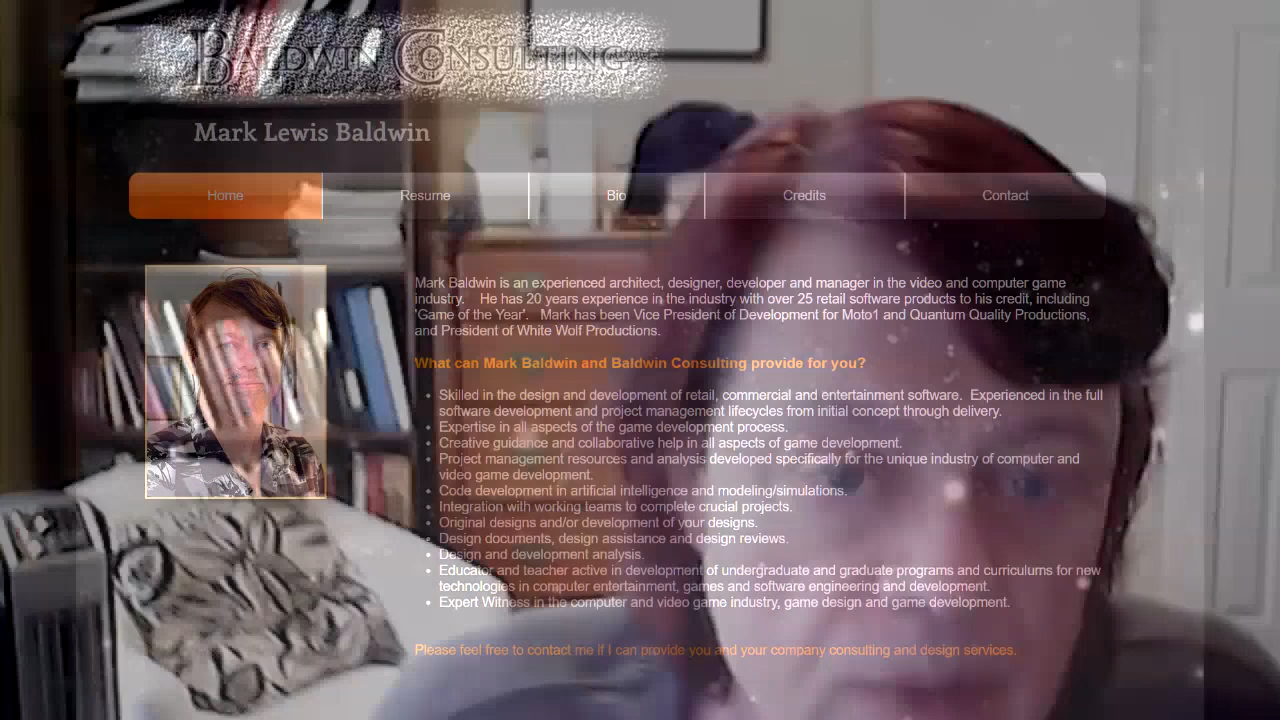 Baldwin Consulting
Mark Lewis Baldwin
Home Resume Bio Credits Contact
Mark Baldwin is an experienced architect, designer, developer and manager in the video and computer game
industry. He has 20 years experience in the industry with over 25 retail software products to his credit, including
'Game of the Year'. Mark has been Vice President of Development for Moto1 and Quantum Quality Productions,
and President of White Wolf Productions.
What can Mark Baldwin and Baldwin Consulting provide for you?
• Skilled in the design and development of retail, commercial and entertainment software. Experienced in the full
software development and project management lifecycles from initial concept through delivery.
• Expertise in all aspects of the game development process.
• Creative guidance and collaborative help in all aspects of game development.
• Project management resources and analysis developed specifically for the unique industry of computer and
video game development.
• Code development in artificial intelligence and modeling/simulations.
• Integration with working teams to complete crucial projects.
• Original designs and/or development of your designs.
• Design documents, design assistance and design reviews.
• Design and development analysis.
• Educator and teacher active in development of undergraduate and graduate programs and curriculums for new
technologies in computer entertainment, games and software engineering and development.
• Expert Witness in the computer and video game industry, game design and game development.
Please feel free to contact me if I can provide you and your company consulting and design services.